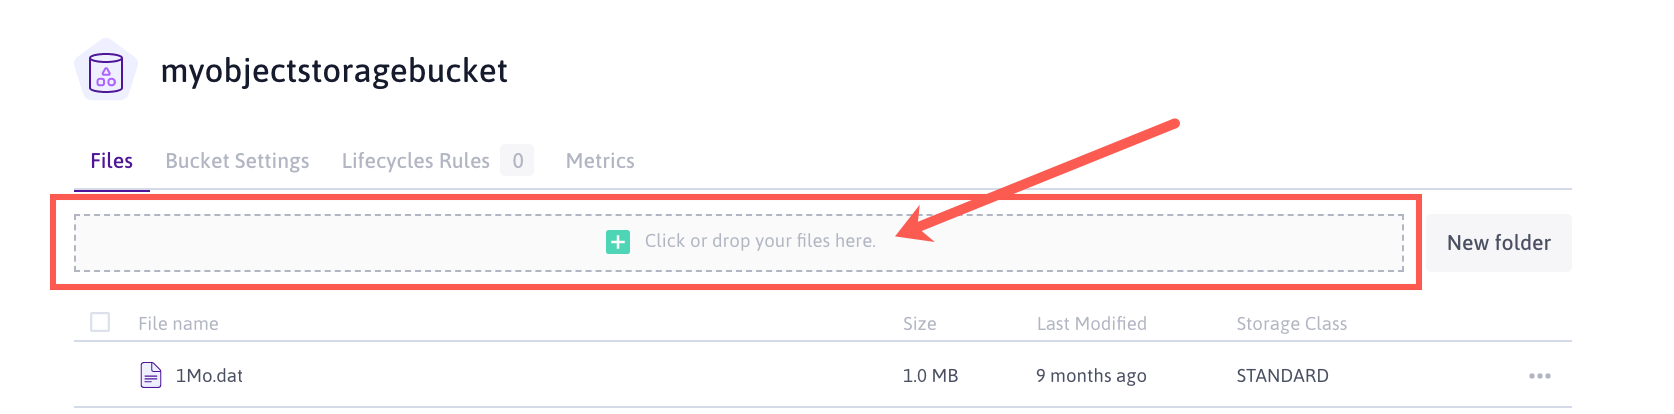 myobjectstoragebucket
Files Bucket Settings Lifecycles Rules 0 Metrics
Click or drop your files here. New folder
File name Size Last Modified Storage Class
1Mo.dat 1.0 MB 9 months ago STANDARD